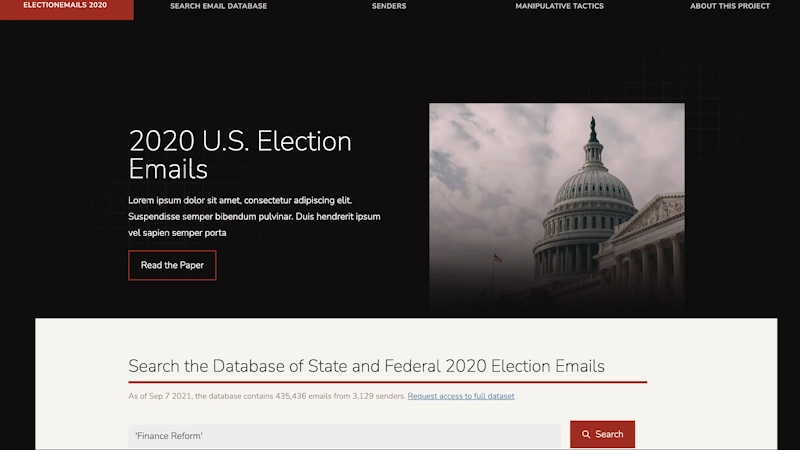 ELECTIONEMAILS 2020
SEARCH EMAIL DATABASE
SENDERS
MANIPULATIVE TACTICS
ABOUT THIS PROJECT
2020 U.S. Election
Emails
Lorem ipsum dolor sit amet, consectetur adipiscing elit.
Suspendisse semper bibendum pulvinar. Duis hendrerit ipsum
vel sapien semper porta
Read the Paper
Search the Database of State and Federal 2020 Election Emails
As of Sep 7 2021, the database contains 435,436 emails from 3,129 senders. Request access to full dataset
'Finance Reform'
Search